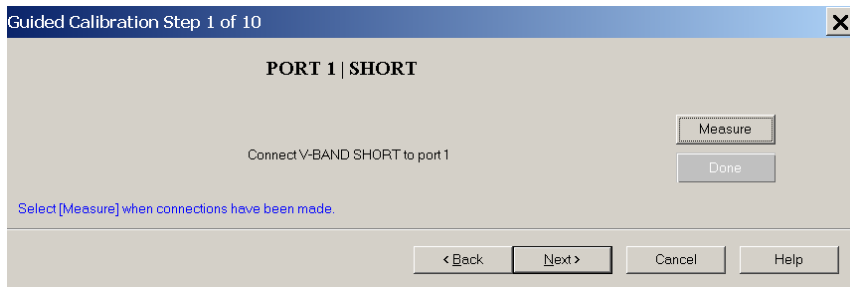 Guided Calibration Step 1 of 10
PORT 1 | SHORT
Measure
Connect V-BAND SHORT to port 1
Done
Select [Measure] when connections have been made.
< Back Next > Cancel Help